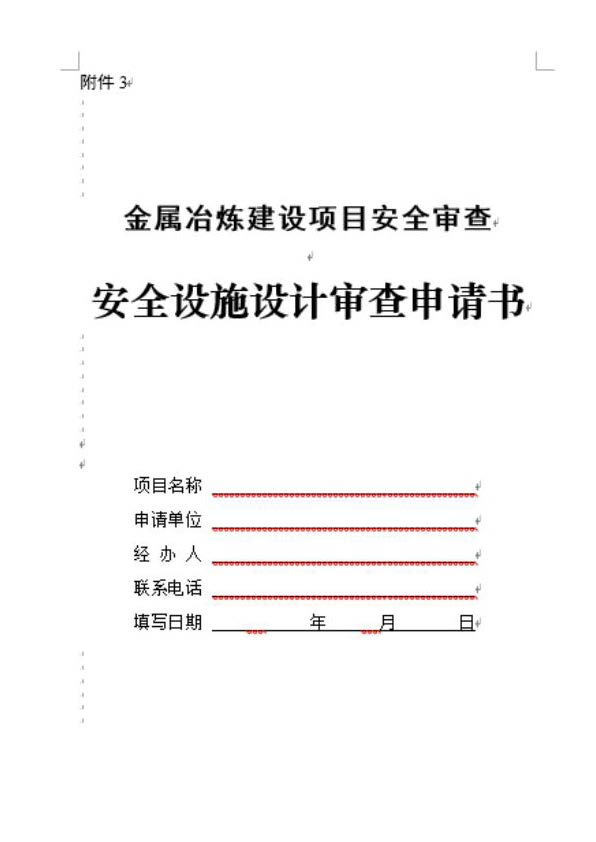 附件 3
金属冶炼建设项目安全审查
安全设施设计审查申请书
项目名称
申请单位
经 办 人
联系电话
填写日期 年 月 日